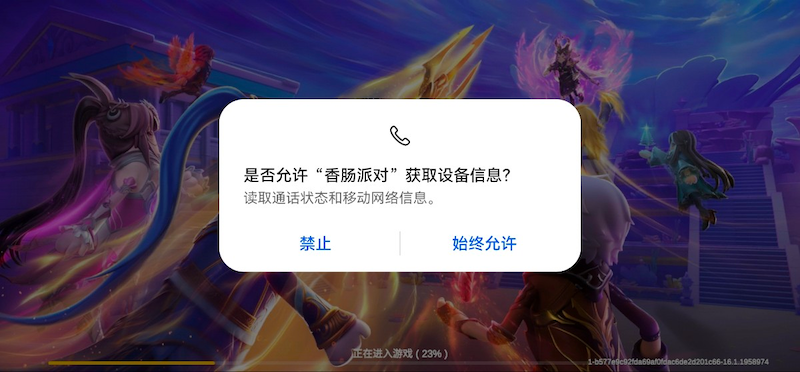 是否允许“香肠派对”获取设备信息?
读取通话状态和移动网络信息。
禁止
始终允许
正在进入游戏 ( 23% )
1-b577e6c92fda69af0fdac6de2d201c66-16.1.1958974